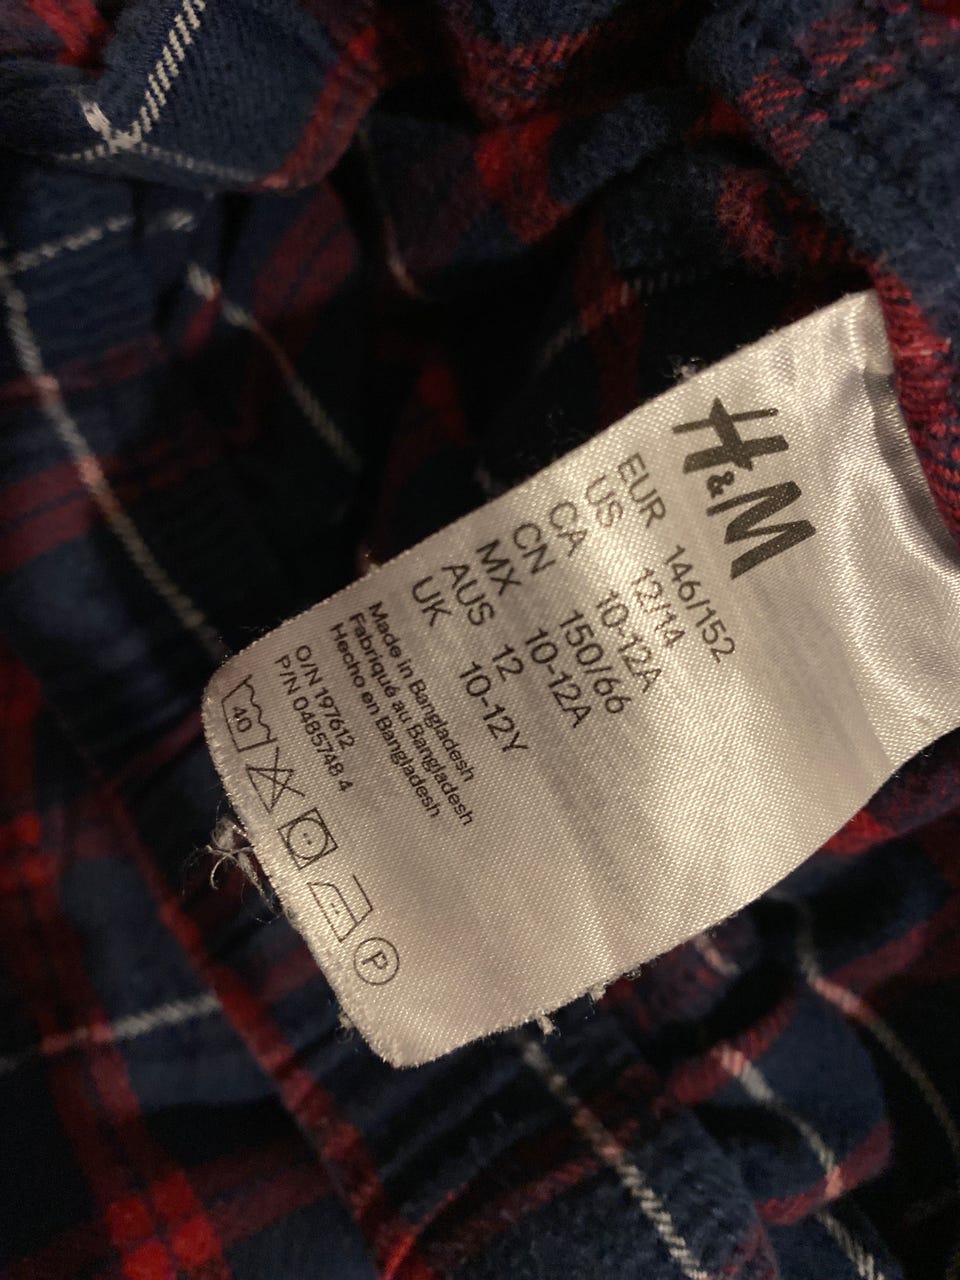 H&M
EUR 146/152
US 12/14
CA 10-12A
CN 150/66
MX 10-12A
AUS 12
UK 10-12Y
Made in Bangladesh
Fabriqué au Bangladesh
Hecho en Bangladesh
O/N 197612
P/N 0485748 4
40
P